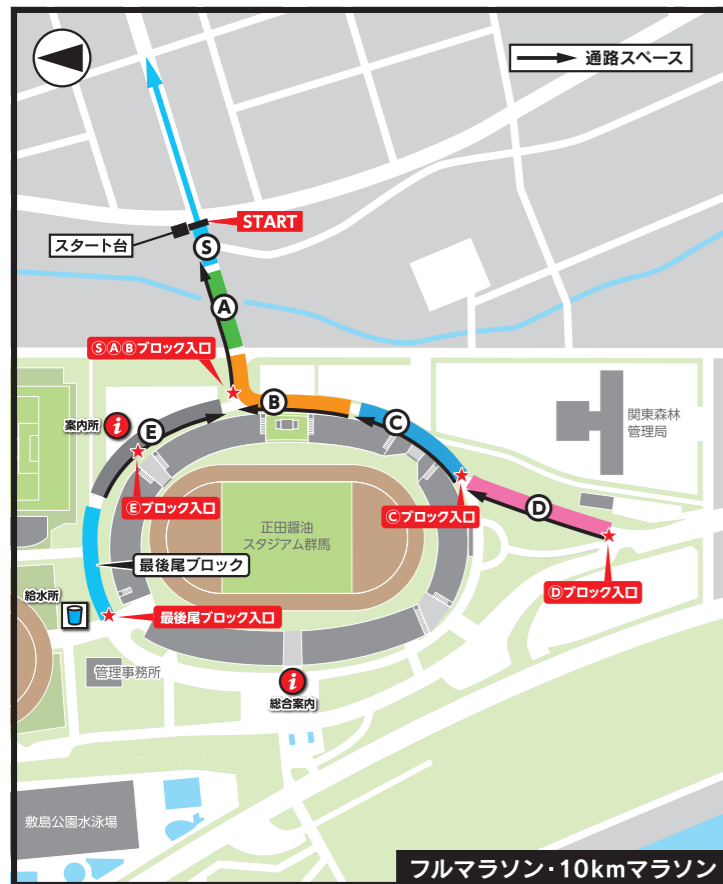 通路スペース
START
スタート台
Ⓢ
Ⓐ
ⓈⒶⒷブロック入口
Ⓑ
Ⓒ
案内所
i
Ⓔ
関東森林
管理局
Ⓔブロック入口
Ⓒブロック入口
Ⓓ
正田醤油
スタジアム群馬
最後尾ブロック
Ⓓブロック入口
給水所
最後尾ブロック入口
管理事務所
i
総合案内
敷島公園水泳場
フルマラソン・10kmマラソン